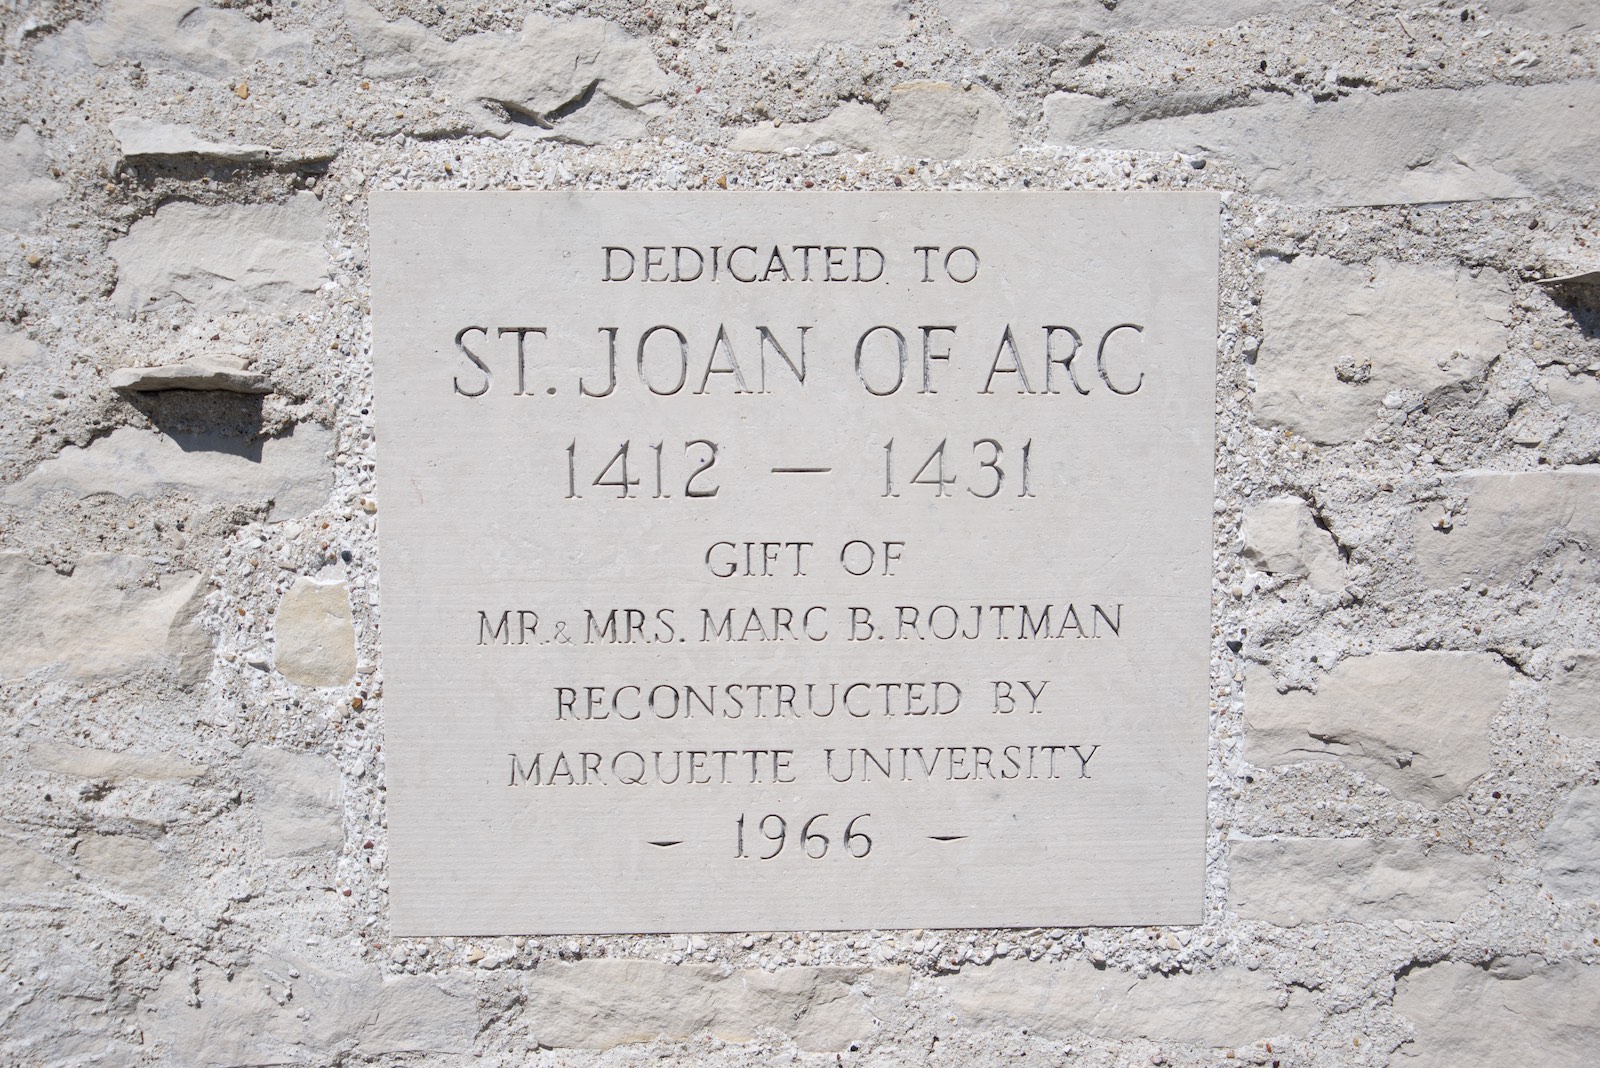 DEDICATED TO
ST. JOAN OF ARC
1412 — 1431
GIFT OF
MR. & MRS. MARC B. ROJTMAN
RECONSTRUCTED BY
MARQUETTE UNIVERSITY
– 1966 –